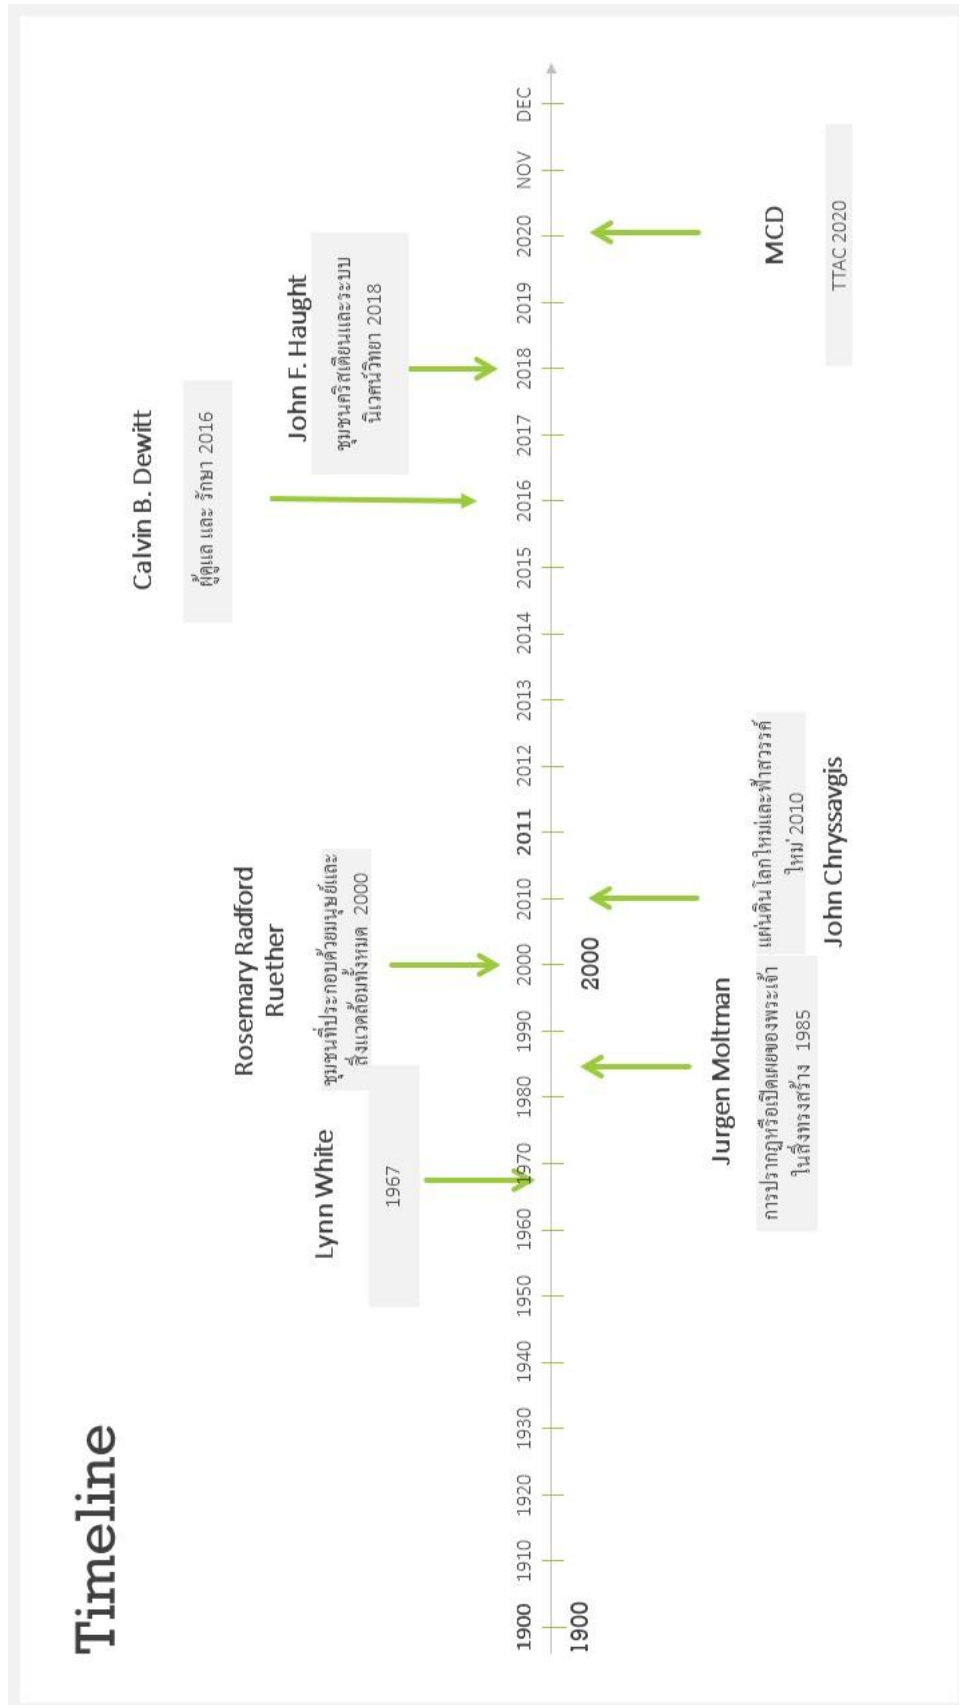 Timeline
Calvin B. Dewitt
ผู้ดูแล และ รักษา 2016
Rosemary Radford
Ruether
ชุมชนที่ประกอบด้วยมนุษย์และ
สิ่งแวดล้อมทั้งหมด 2000
John F. Haught
ชุมชนคริสเตียนและระบบ
นิเวศน์วิทยา 2018
Lynn White
1967
1900 1910 1920 1930 1940 1950 1960 1970 1980 1990 2000 2010 2011 2012 2013 2014 2015 2016 2017 2018 2019 2020 NOV DEC
1900 2000
Jurgen Moltman
การปรากฏหรือเปิดเผยของพระเจ้า
ในสิ่งทรงสร้าง 1985
แผ่นดินโลกใหม่และฟ้าสวรรค์
ใหม่ 2010
John Chryssavgis
MCD
TTAC 2020